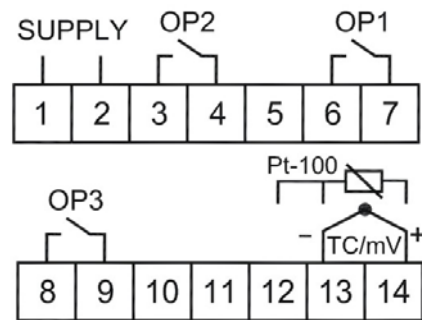 OP2 OP1
SUPPLY
1 2 3 4 5 6 7
Pt-100
OP3
− TC/mV +
8 9 10 11 12 13 14